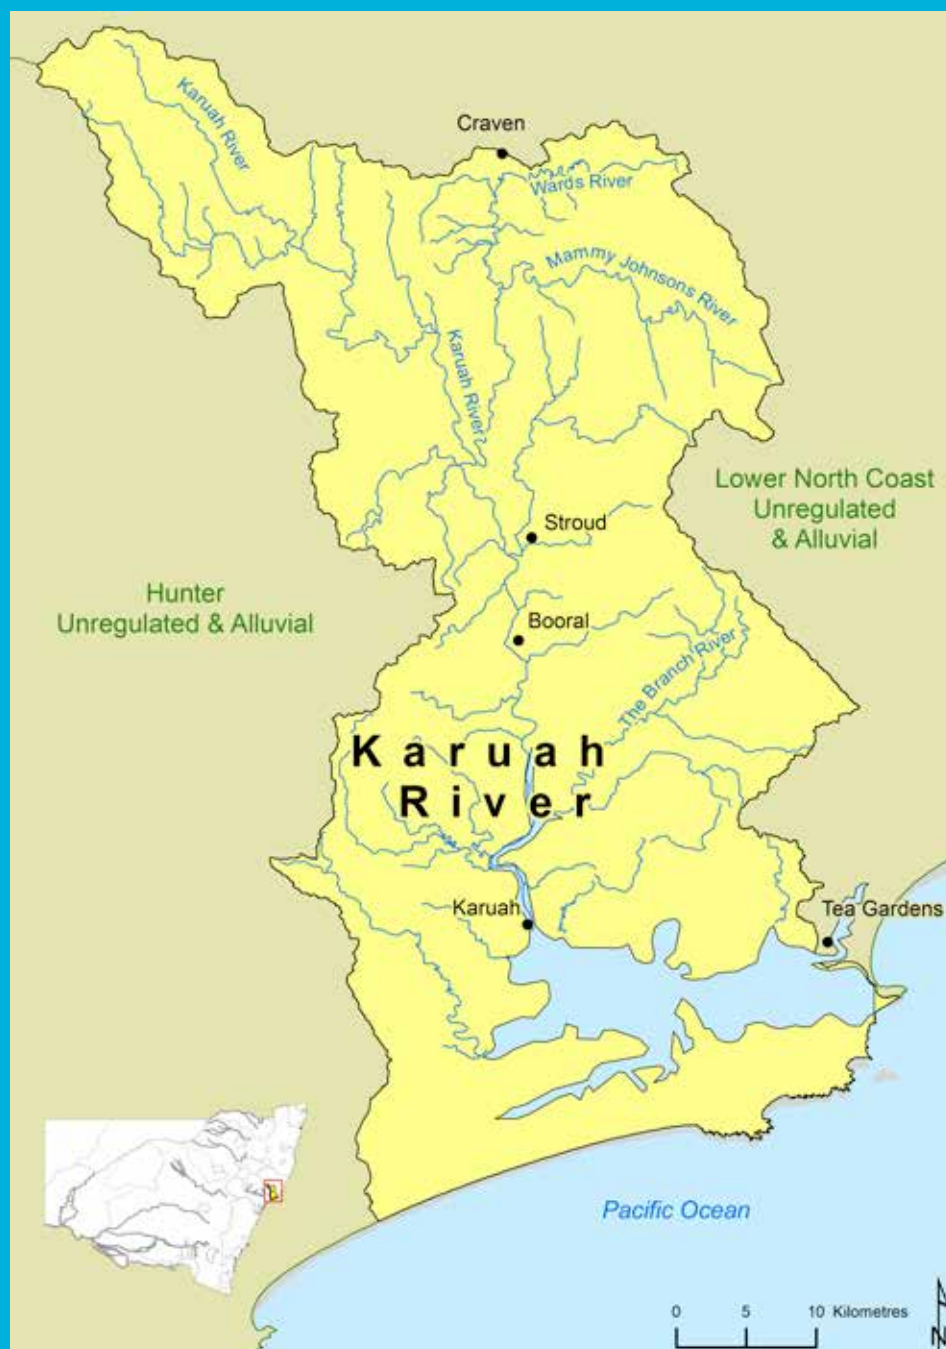 Karuah River
Craven
Wards River
Mammy Johnsons River
Karuah River
Lower North Coast
Unregulated
& Alluvial
Stroud
Hunter
Unregulated & Alluvial
Booral
The Branch River
Karuah
River
Karuah
Tea Gardens
Pacific Ocean
0 5 10 Kilometres
N